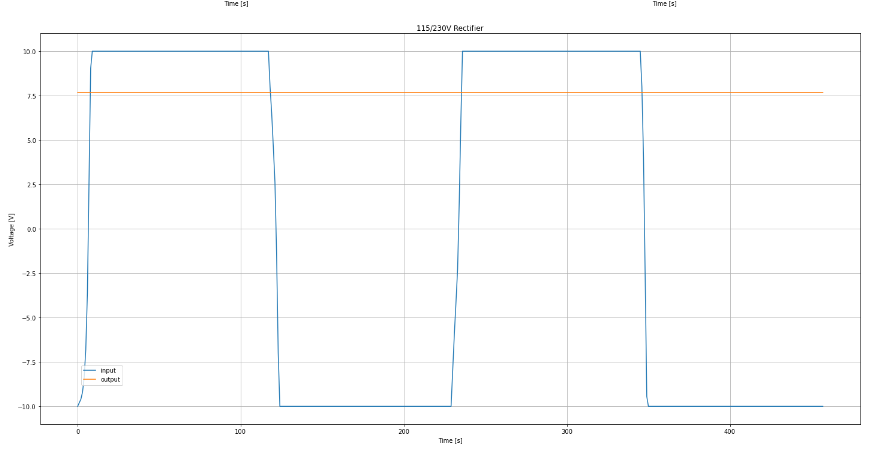 Time [s]
Time [s]
115/230V Rectifier
10.0
7.5
5.0
2.5
0.0
−2.5
−5.0
−7.5
−10.0
Voltage [V]
input
output
0
100
200
300
400
Time [s]